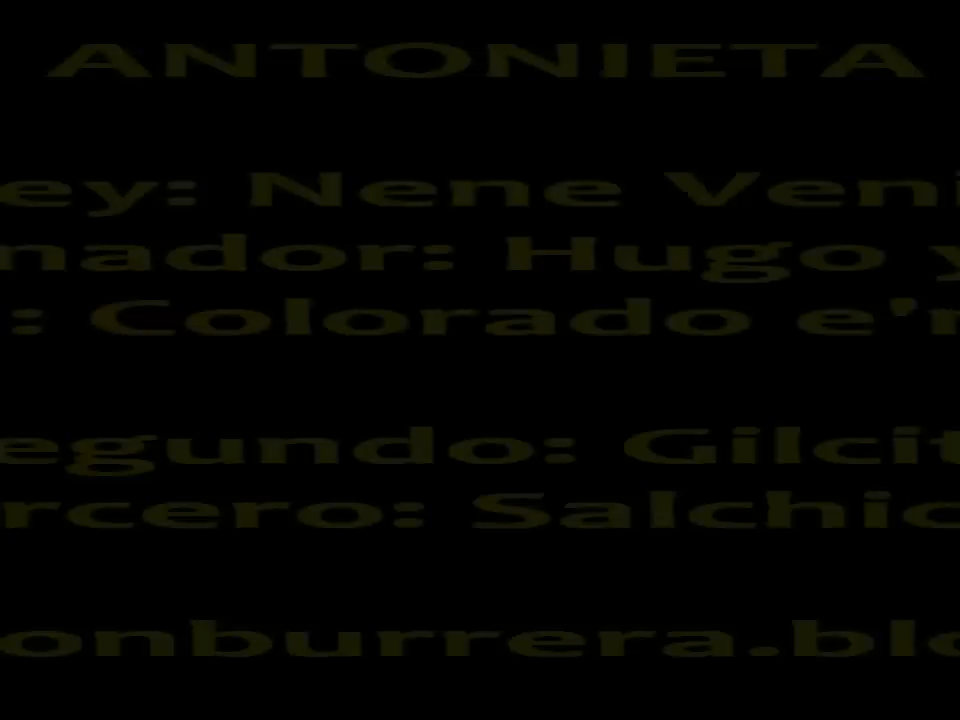 ANTONIETA
ey: Nene Veni
nador: Hugo y
: Colorado e'm
egundo: Gilcit
rcero: Salchic
onburrera.blo